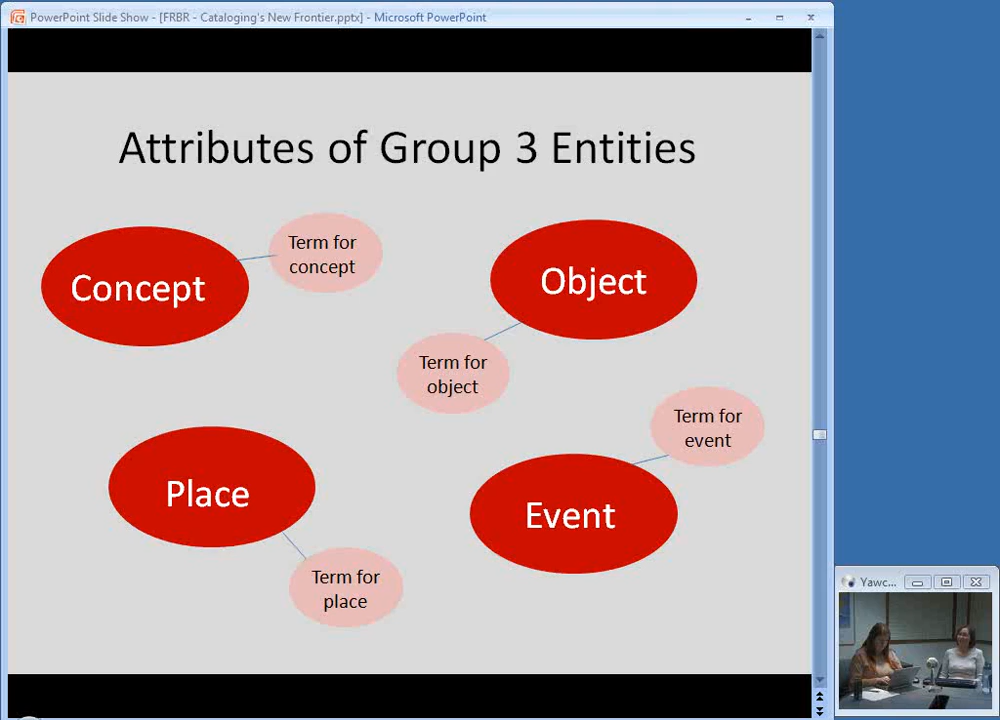 PowerPoint Slide Show - [FRBR - Cataloging's New Frontier.pptx] - Microsoft PowerPoint
Attributes of Group 3 Entities
Concept
Term for
concept
Object
Term for
object
Term for
event
Place
Event
Term for
place
Yawc...